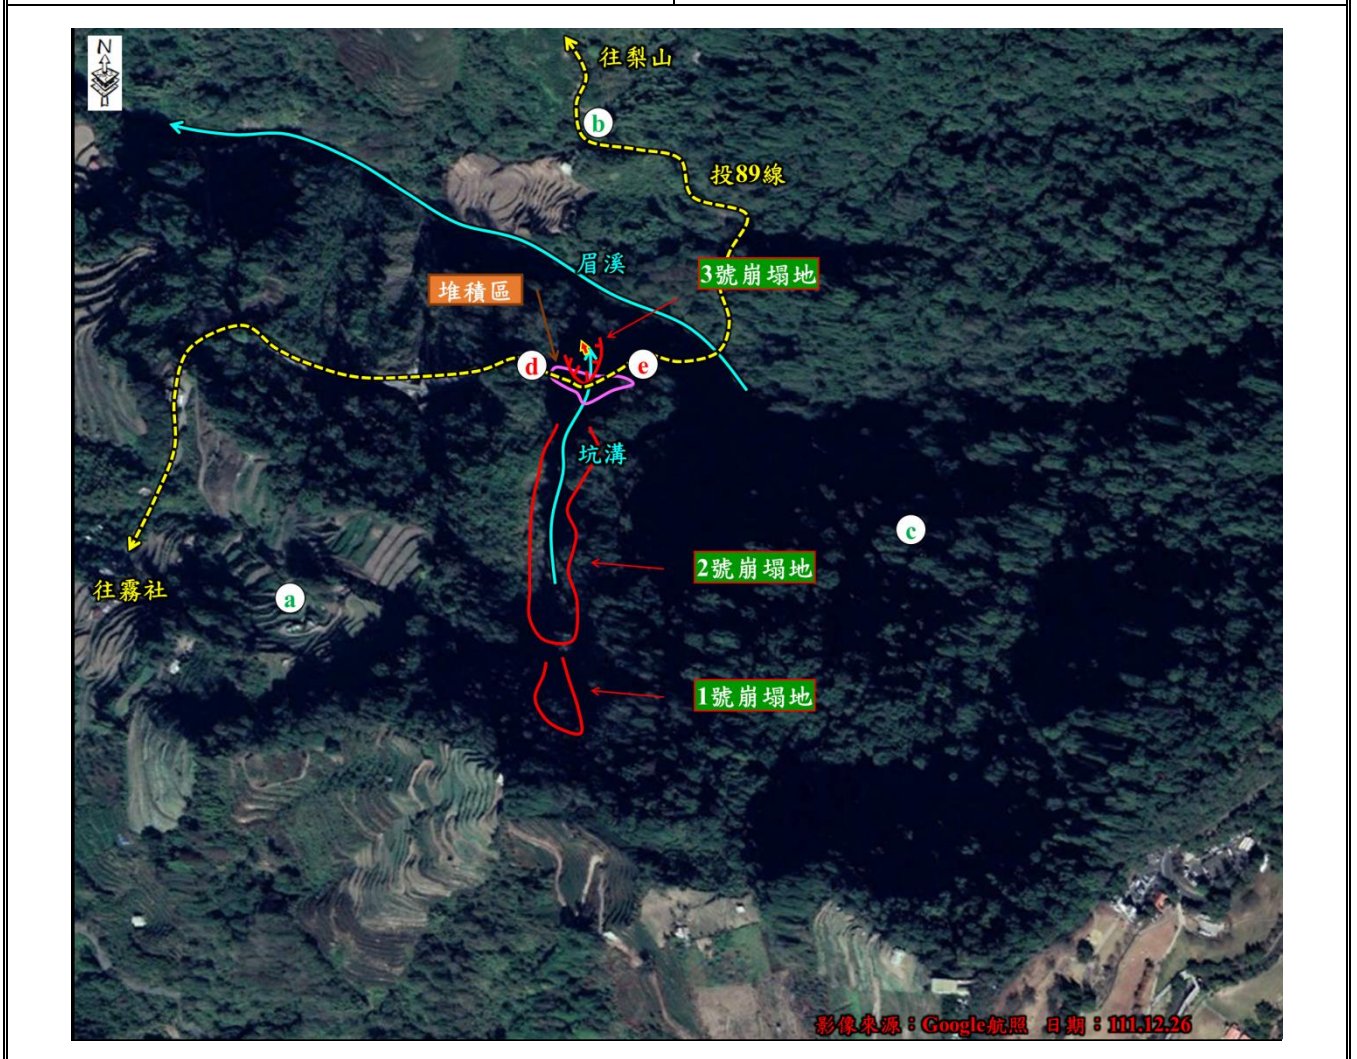 N
往梨山
b
投89線
眉溪
3號崩塌地
堆積區
d
e
坑溝
c
2號崩塌地
往霧社
a
1號崩塌地
影像來源：Google航照 日期：111.12.26